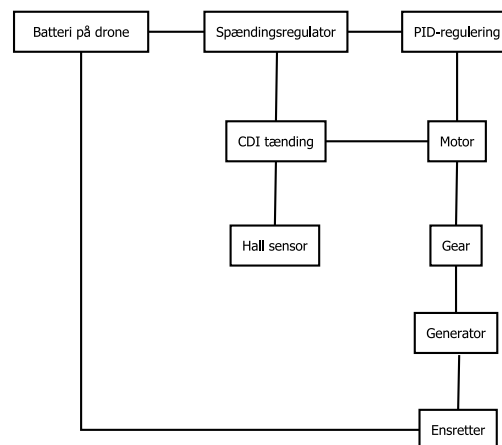 Batteri på drone
Spændingsregulator
PID-regulering
CDI tænding
Motor
Hall sensor
Gear
Generator
Ensretter